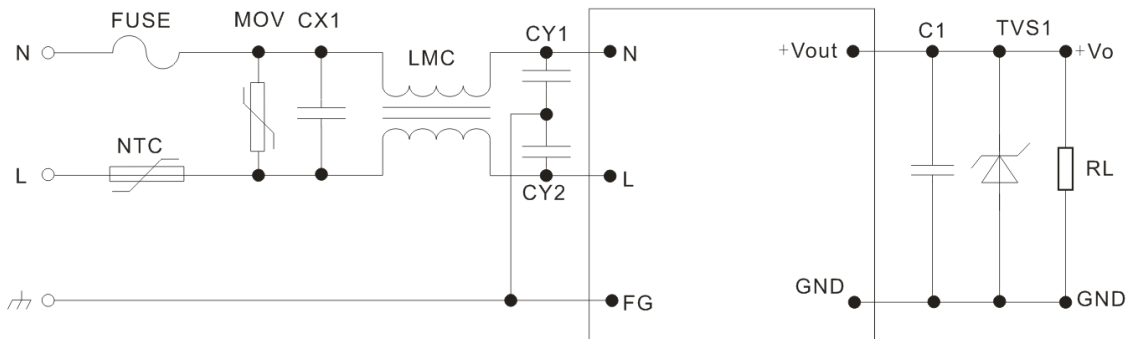 FUSE
MOV
CX1
LMC
CY1
N
N
NTC
L
CY2
L
FG
+Vout
C1
TVS1
+Vo
RL
GND
GND